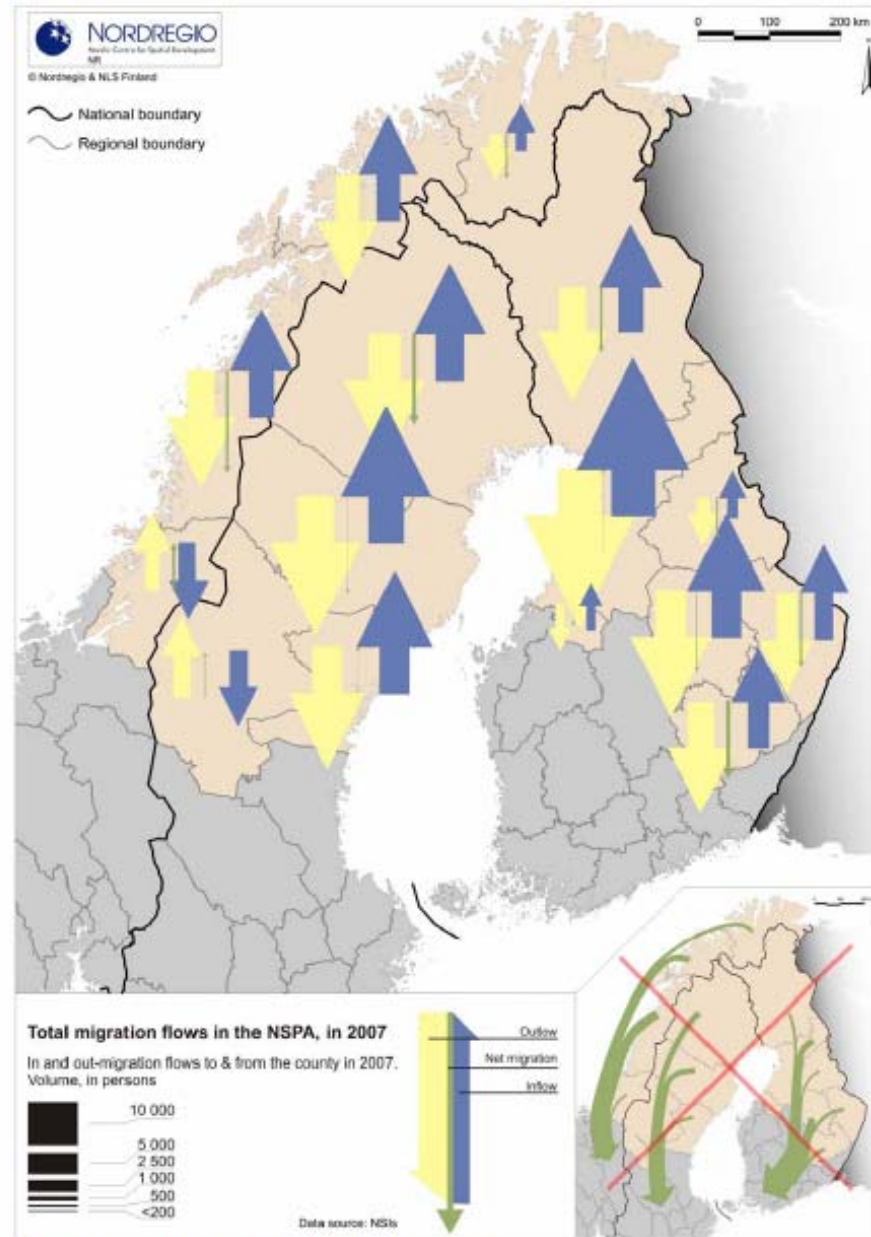 NORDREGIO
Nordic Centre for Spatial Development
NR
© Nordregio & NLS Finland
National boundary
Regional boundary
0 100 200 km
Total migration flows in the NSPA, in 2007
In and out-migration flows to & from the county in 2007.
Volume, in persons
10 000
5 000
2 500
1 000
500
<200
Outlow
Net migration
Inflow
Data source: NSIs